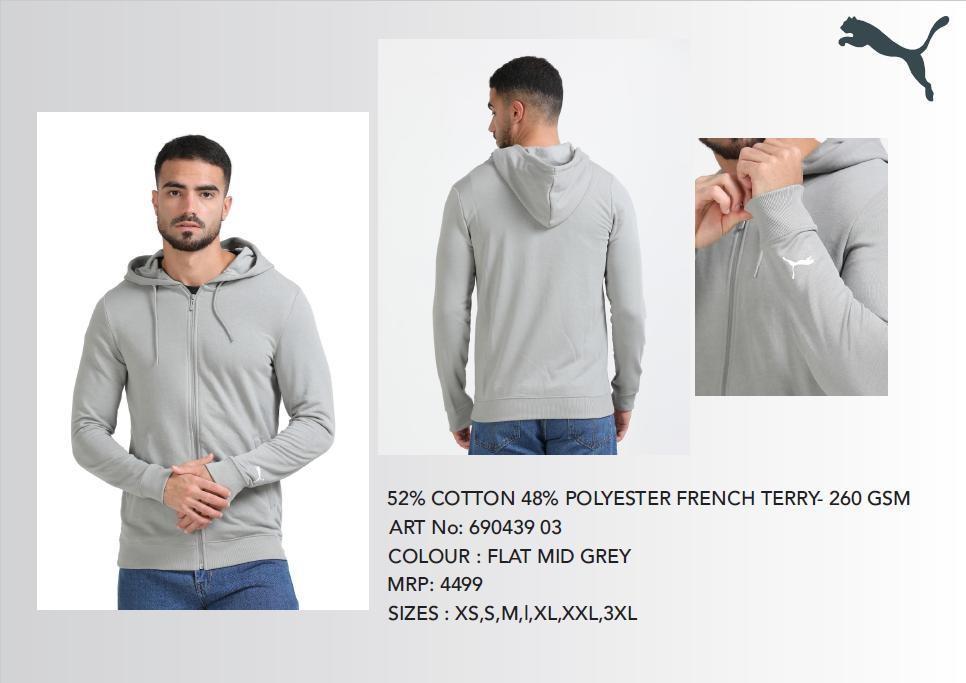 52% COTTON 48% POLYESTER FRENCH TERRY- 260 GSM
ART No: 690439 03
COLOUR : FLAT MID GREY
MRP: 4499
SIZES : XS,S,M,l,XL,XXL,3XL